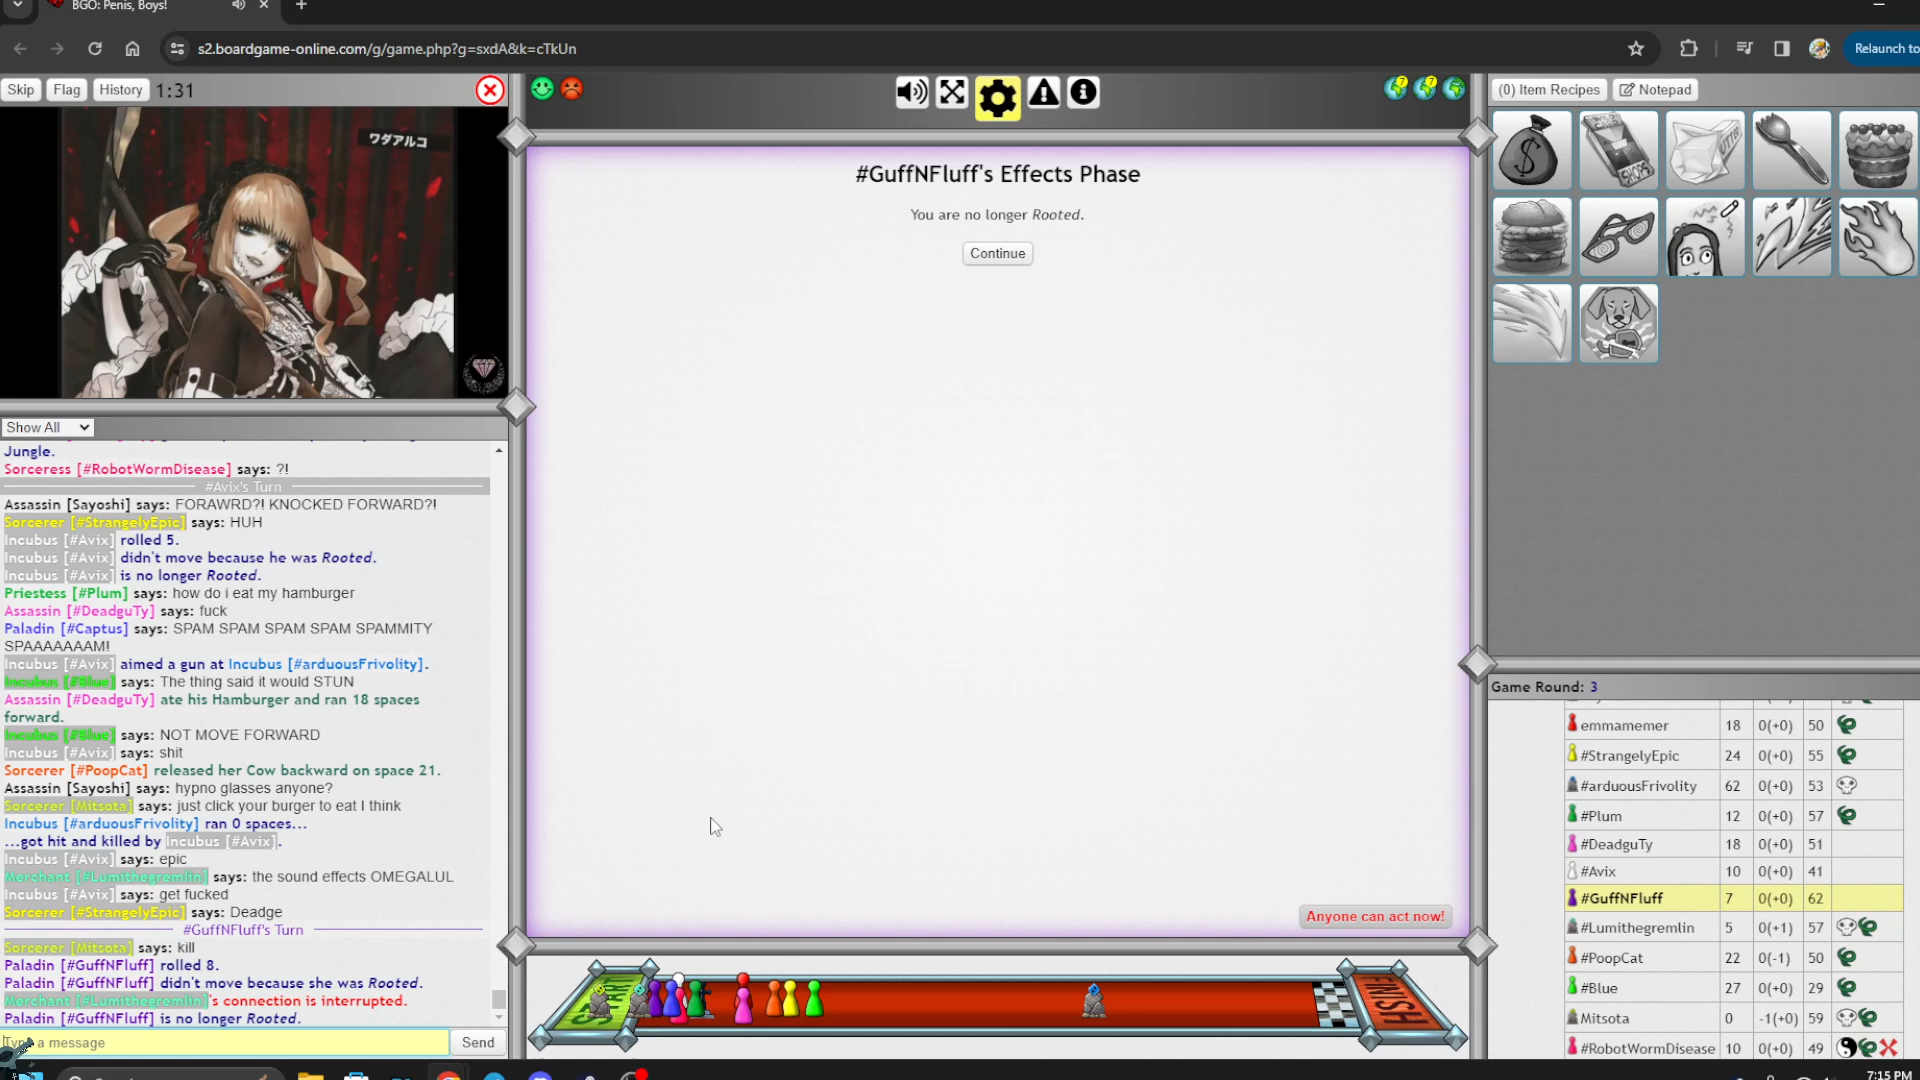 BGO: Penis, Boys!
s2.boardgame-online.com/g/game.php?g=sxdA&k=cTkUn
Relaunch to
Skip Flag History 1:31
(0) Item Recipes Notepad
7 7
ワダアルコ
#GuffNFluff's Effects Phase
You are no longer Rooted.
Continue
Anyone can act now!
Show All
Jungle.
Sorceress [#RobotWormDisease] says: ?!
#Avix's Turn
Assassin [Sayoshi] says: FORAWRD?! KNOCKED FORWARD?!
Sorcerer [#StrangelyEpic] says: HUH
Incubus [#Avix] rolled 5.
Incubus [#Avix] didn't move because he was Rooted.
Incubus [#Avix] is no longer Rooted.
Priestess [#Plum] says: how do i eat my hamburger
Assassin [#DeadguTy] says: fuck
Paladin [#Captus] says: SPAM SPAM SPAM SPAM SPAMMITY
SPAAAAAAAM!
Incubus [#Avix] aimed a gun at Incubus [#arduousFrivolity].
Incubus [#Blue] says: The thing said it would STUN
Assassin [#DeadguTy] ate his Hamburger and ran 18 spaces
forward.
Incubus [#Blue] says: NOT MOVE FORWARD
Incubus [#Avix] says: shit
Sorcerer [#PoopCat] released her Cow backward on space 21.
Assassin [Sayoshi] says: hypno glasses anyone?
Sorcerer [Mitsota] says: just click your burger to eat I think
Incubus [#arduousFrivolity] ran 0 spaces...
...got hit and killed by Incubus [#Avix].
Incubus [#Avix] says: epic
Merchant [#Lumithegremlin] says: the sound effects OMEGALUL
Incubus [#Avix] says: get fucked
Sorcerer [#StrangelyEpic] says: Deadge
#GuffNFluff's Turn
Sorcerer [Mitsota] says: kill
Paladin [#GuffNFluff] rolled 8.
Paladin [#GuffNFluff] didn't move because she was Rooted.
Merchant [#Lumithegremlin]'s connection is interrupted.
Paladin [#GuffNFluff] is no longer Rooted.
Type a message Send
FINISH
Game Round: 3
emmamemer 18 0(+0) 50
#StrangelyEpic 24 0(+0) 55
#arduousFrivolity 62 0(+0) 53
#Plum 12 0(+0) 57
#DeadguTy 18 0(+0) 51
#Avix 10 0(+0) 41
#GuffNFluff 7 0(+0) 62
#Lumithegremlin 5 0(+1) 57
#PoopCat 22 0(-1) 50
#Blue 27 0(+0) 29
Mitsota 0 -1(+0) 59
#RobotWormDisease 10 0(+0) 49
7:15 PM